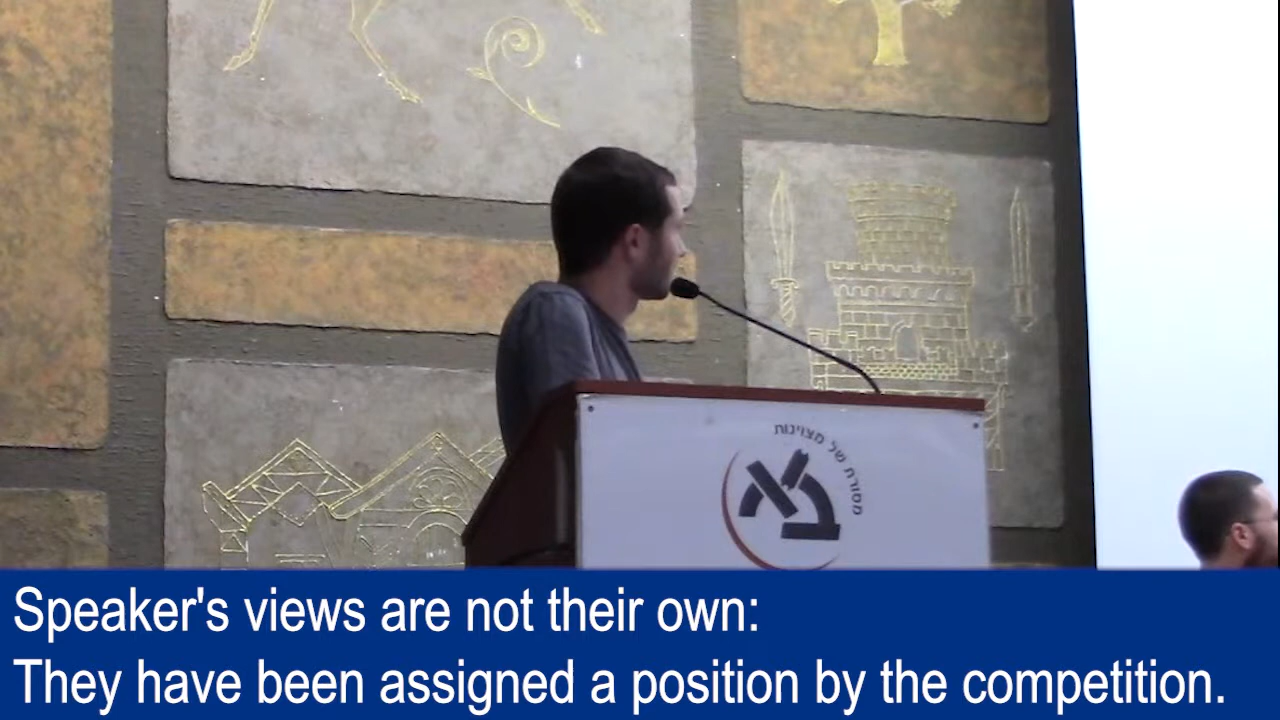 מסורת של מצוינות
Speaker's views are not their own:
They have been assigned a position by the competition.